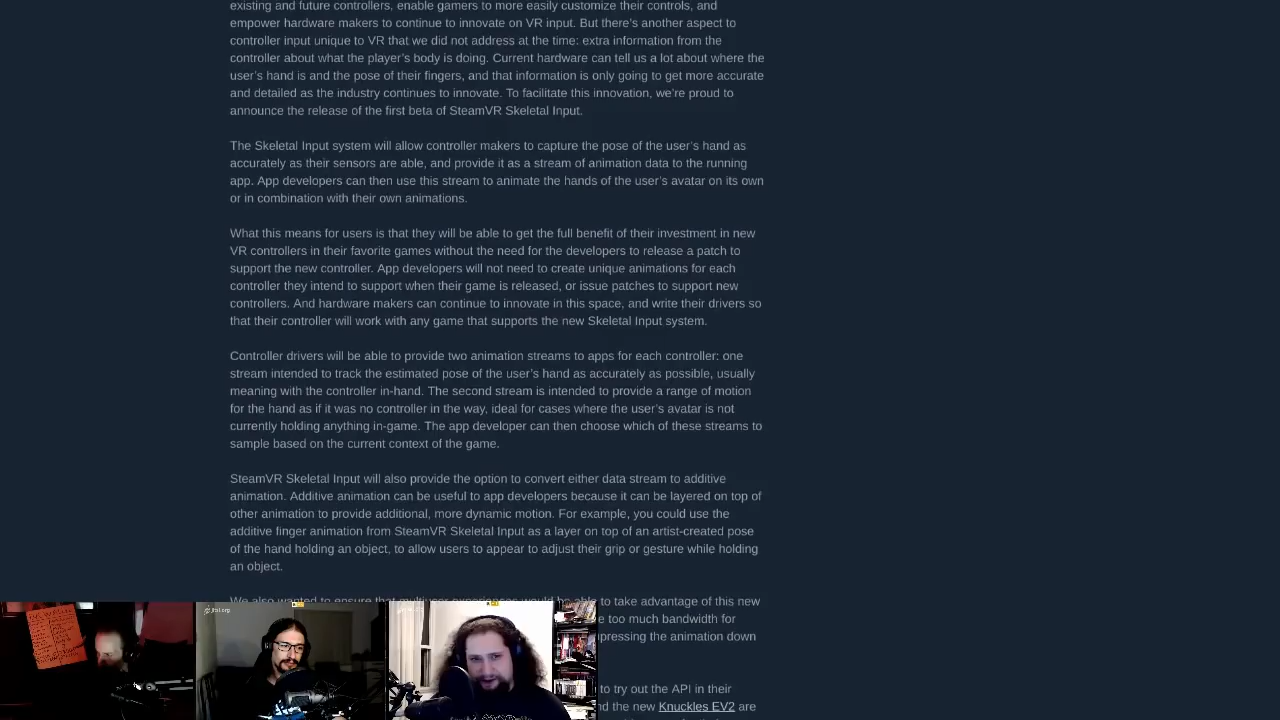 existing and future controllers, enable gamers to more easily customize their controls, and
empower hardware makers to continue to innovate on VR input. But there’s another aspect to
controller input unique to VR that we did not address at the time: extra information from the
controller about what the player’s body is doing. Current hardware can tell us a lot about where the
user’s hand is and the pose of their fingers, and that information is only going to get more accurate
and detailed as the industry continues to innovate. To facilitate this innovation, we’re proud to
announce the release of the first beta of SteamVR Skeletal Input.
The Skeletal Input system will allow controller makers to capture the pose of the user’s hand as
accurately as their sensors are able, and provide it as a stream of animation data to the running
app. App developers can then use this stream to animate the hands of the user’s avatar on its own
or in combination with their own animations.
What this means for users is that they will be able to get the full benefit of their investment in new
VR controllers in their favorite games without the need for the developers to release a patch to
support the new controller. App developers will not need to create unique animations for each
controller they intend to support when their game is released, or issue patches to support new
controllers. And hardware makers can continue to innovate in this space, and write their drivers so
that their controller will work with any game that supports the new Skeletal Input system.
Controller drivers will be able to provide two animation streams to apps for each controller: one
stream intended to track the estimated pose of the user’s hand as accurately as possible, usually
meaning with the controller in-hand. The second stream is intended to provide a range of motion
for the hand as if it was no controller in the way, ideal for cases where the user’s avatar is not
currently holding anything in-game. The app developer can then choose which of these streams to
sample based on the current context of the game.
SteamVR Skeletal Input will also provide the option to convert either data stream to additive
animation. Additive animation can be useful to app developers because it can be layered on top of
other animation to provide additional, more dynamic motion. For example, you could use the
additive finger animation from SteamVR Skeletal Input as a layer on top of an artist-created pose
of the hand holding an object, to allow users to appear to adjust their grip or gesture while holding
an object.
We also wanted to ensure that multiuser experiences would be able to take advantage of this new
e too much bandwidth for
pressing the animation down
to try out the API in their
nd the new Knuckles EV2 are
jitsi.org